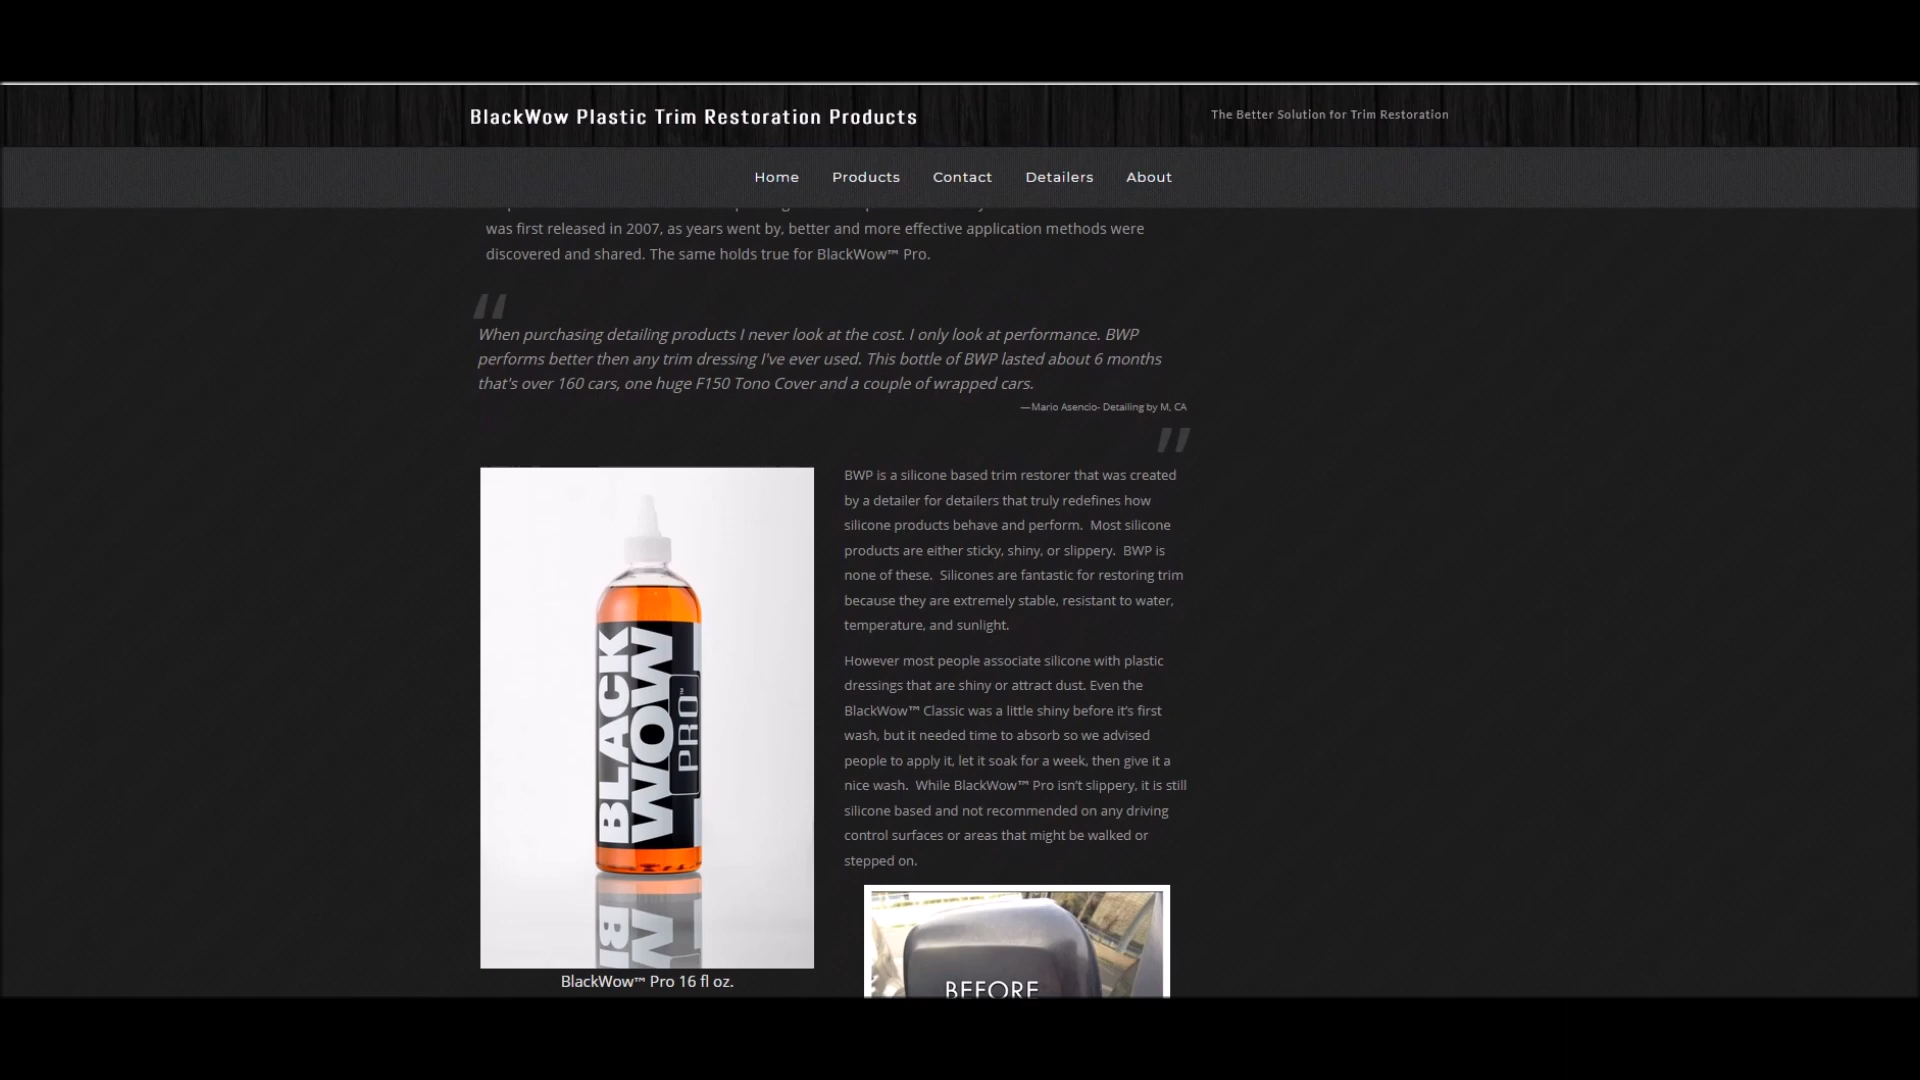 BlackWow Plastic Trim Restoration Products
The Better Solution for Trim Restoration
Home Products Contact Detailers About
was first released in 2007, as years went by, better and more effective application methods were
discovered and shared. The same holds true for BlackWow™ Pro.
“
When purchasing detailing products I never look at the cost. I only look at performance. BWP
performs better then any trim dressing I've ever used. This bottle of BWP lasted about 6 months
that's over 160 cars, one huge F150 Tono Cover and a couple of wrapped cars.
—Mario Asencio- Detailing by M, CA
”
BLACK
WOW
PRO™
BlackWow™ Pro 16 fl oz.
BWP is a silicone based trim restorer that was created
by a detailer for detailers that truly redefines how
silicone products behave and perform.  Most silicone
products are either sticky, shiny, or slippery.  BWP is
none of these.  Silicones are fantastic for restoring trim
because they are extremely stable, resistant to water,
temperature, and sunlight.
However most people associate silicone with plastic
dressings that are shiny or attract dust. Even the
BlackWow™ Classic was a little shiny before it’s first
wash, but it needed time to absorb so we advised
people to apply it, let it soak for a week, then give it a
nice wash.  While BlackWow™ Pro isn’t slippery, it is still
silicone based and not recommended on any driving
control surfaces or areas that might be walked or
stepped on.
BEFORE